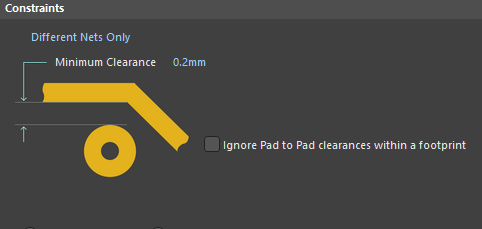 Constraints
Different Nets Only
Minimum Clearance 0.2mm
Ignore Pad to Pad clearances within a footprint